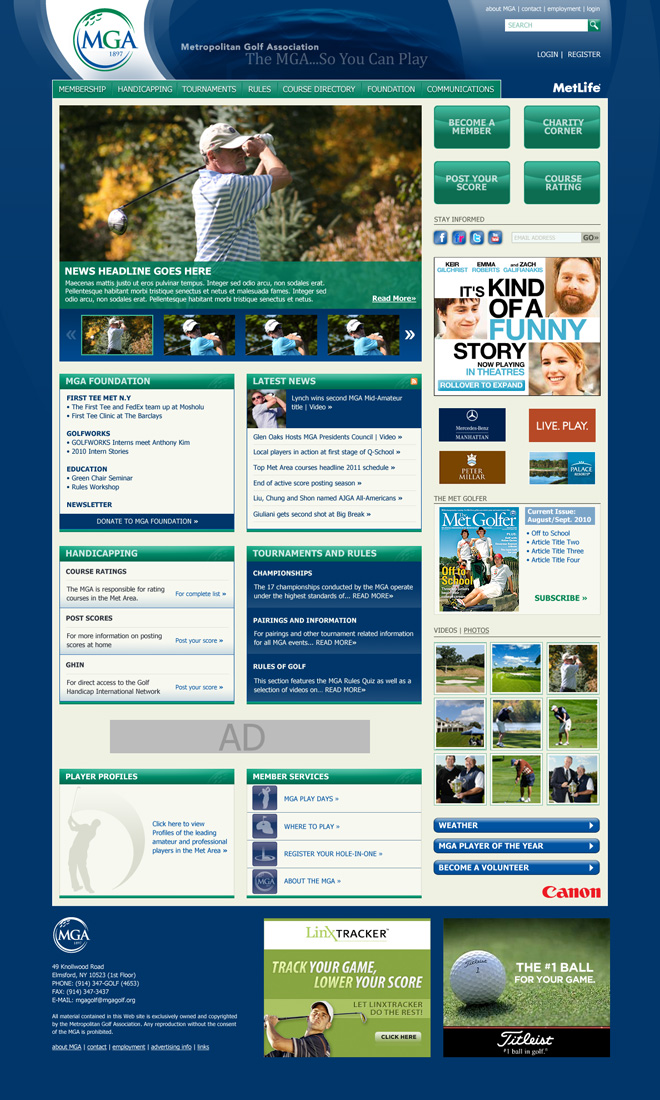 about MGA | contact | employment | login
SEARCH
MGA
1897
Metropolitan Golf Association
The MGA...So You Can Play
LOGIN | REGISTER
MEMBERSHIP HANDICAPPING TOURNAMENTS RULES COURSE DIRECTORY FOUNDATION COMMUNICATIONS
MetLife
NEWS HEADLINE GOES HERE
Maecenas mattis justo ut eros pulvinar tempus. Integer sed odio arcu, non sodales erat.
Pellentesque habitant morbi tristique senectus et netus et malesuada fames. Integer sed
odio arcu, non sodales erat. Pellentesque habitant morbi tristique senectus et netus.
Read More»
« »
BECOME A
MEMBER
CHARITY
CORNER
POST YOUR
SCORE
COURSE
RATING
STAY INFORMED
EMAIL ADDRESS
GO»
KEIR
GILCHRIST
EMMA
ROBERTS
and ZACH
GALIFIANAKIS
IT'S KIND
OF A
FUNNY
STORY
NOW PLAYING
IN THEATRES
ROLLOVER TO EXPAND
Mercedes-Benz
MANHATTAN
LIVE. PLAY.
PETER
MILLAR
PALACE
RESORTS
MGA FOUNDATION
FIRST TEE MET N.Y
• The First Tee and FedEx team up at Mosholu
• First Tee Clinic at The Barclays
GOLFWORKS
• GOLFWORKS Interns meet Anthony Kim
• 2010 Intern Stories
EDUCATION
• Green Chair Seminar
• Rules Workshop
NEWSLETTER
DONATE TO MGA FOUNDATION »
LATEST NEWS
Lynch wins second MGA Mid-Amateur
title | Video »
Glen Oaks Hosts MGA Presidents Council | Video »
Local players in action at first stage of Q-School »
Top Met Area courses headline 2011 schedule »
End of active score posting season »
Liu, Chung and Shon named AJGA All-Americans »
Giuliani gets second shot at Big Break »
THE MET GOLFER
Met Golfer
Off to
School
Current Issue:
August/Sept. 2010
• Off to School
• Article Title Two
• Article Title Three
• Article Title Four
SUBSCRIBE »
HANDICAPPING
COURSE RATINGS
The MGA is responsible for rating
courses in the Met Area.
For complete list »
POST SCORES
For more information on posting
scores at home
Post your score »
GHIN
For direct access to the Golf
Handicap International Network
Post your score »
TOURNAMENTS AND RULES
CHAMPIONSHIPS
The 17 championships conducted by the MGA operate
under the highest standards of... READ MORE»
PAIRINGS AND INFORMATION
For pairings and other tournament related information
for all MGA events... READ MORE»
RULES OF GOLF
This section features the MGA Rules Quiz as well as a
selection of videos on... READ MORE»
VIDEOS | PHOTOS
AD
PLAYER PROFILES
Click here to view
Profiles of the leading
amateur and professional
players in the Met Area »
MEMBER SERVICES
MGA PLAY DAYS »
WHERE TO PLAY »
REGISTER YOUR HOLE-IN-ONE »
MGA
ABOUT THE MGA »
WEATHER
MGA PLAYER OF THE YEAR
BECOME A VOLUNTEER
Canon
MGA
1897
49 Knollwood Road
Elmsford, NY 10523 (1st Floor)
PHONE: (914) 347-GOLF (4653)
FAX: (914) 347-3437
E-MAIL: mgagolf@mgagolf.org
All material contained in this Web site is exclusively owned and copyrighted
by the Metropolitan Golf Association. Any reproduction without the consent
of the MGA is prohibited.
about MGA | contact | employment | advertising info | links
LinxTRACKER
TRACK YOUR GAME,
LOWER YOUR SCORE
LET LINXTRACKER
DO THE REST!
CLICK HERE
Titleist
1
THE #1 BALL
FOR YOUR GAME.
Titleist
#1 ball in golf.